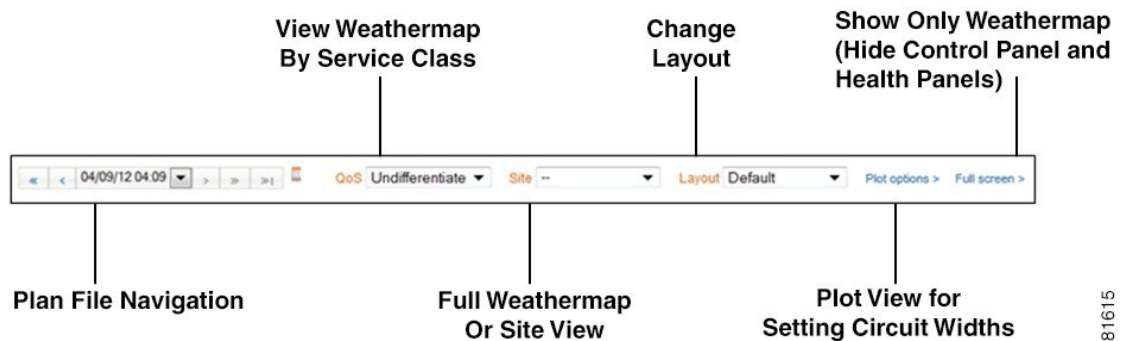 View Weathermap
By Service Class
Change
Layout
Show Only Weathermap
(Hide Control Panel and
Health Panels)
« ‹ 04/09/12 04:09 › » »| QoS Undifferentiate Site -- Layout Default Plot options > Full screen >
Plan File Navigation
Full Weathermap
Or Site View
Plot View for
Setting Circuit Widths
81615